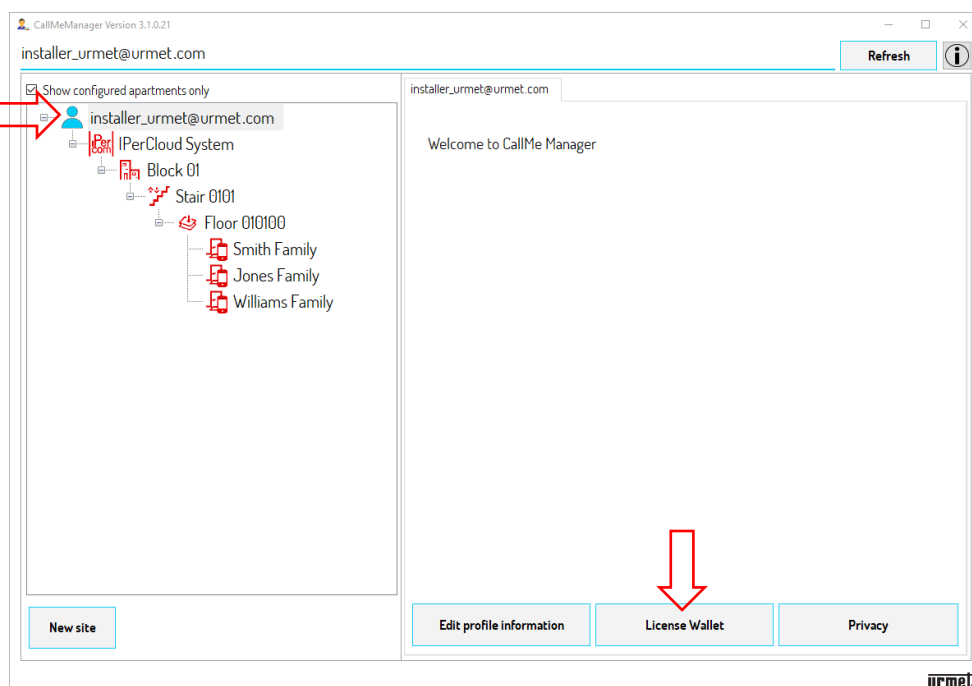 CallMeManager Version 3.1.0.21
installer_urmet@urmet.com
Refresh
Show configured apartments only
installer_urmet@urmet.com
IPerCom
IPerCloud System
Block 01
Stair 0101
Floor 010100
Smith Family
Jones Family
Williams Family
New site
installer_urmet@urmet.com
Welcome to CallMe Manager
Edit profile information
License Wallet
Privacy
urmet